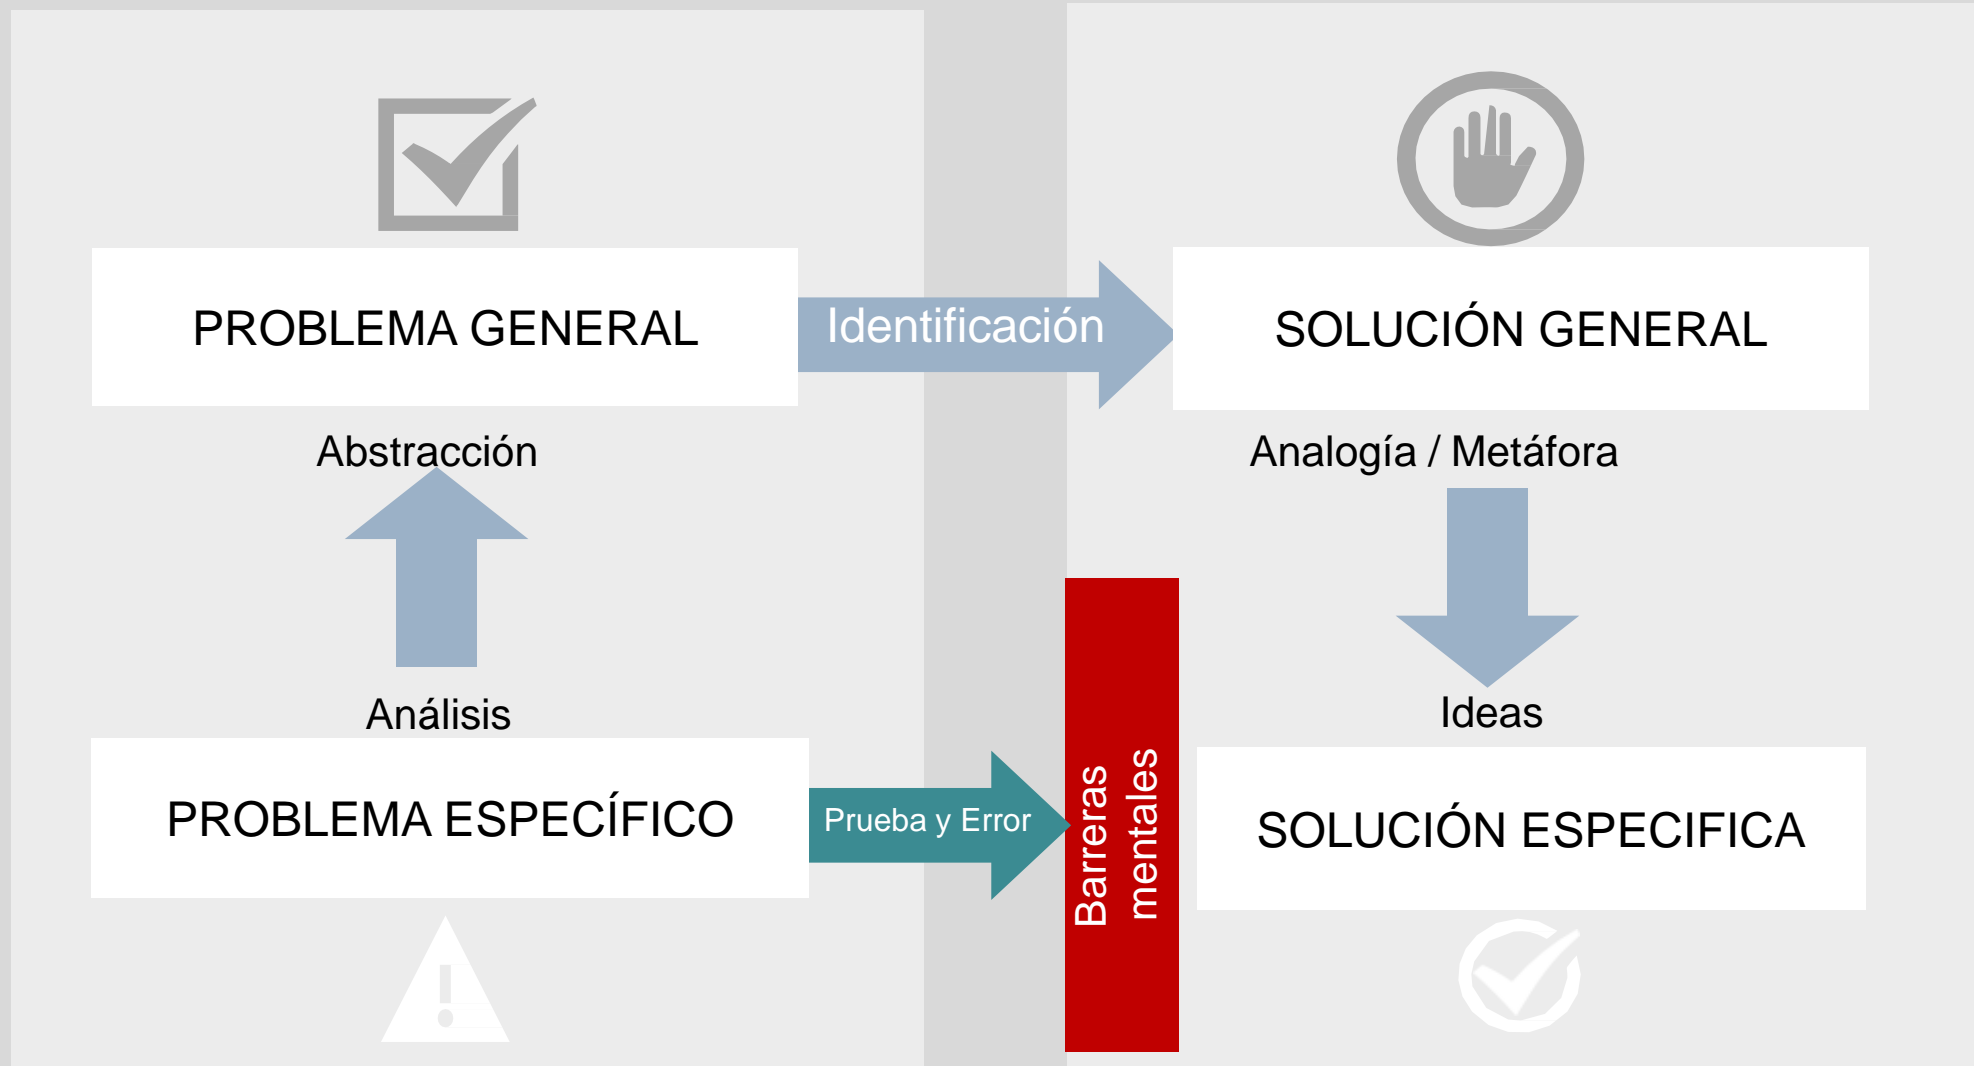 PROBLEMA GENERAL
Identificación
SOLUCIÓN GENERAL
Abstracción
Analogía / Metáfora
Análisis
Ideas
PROBLEMA ESPECÍFICO
Prueba y Error
Barreras
mentales
SOLUCIÓN ESPECIFICA